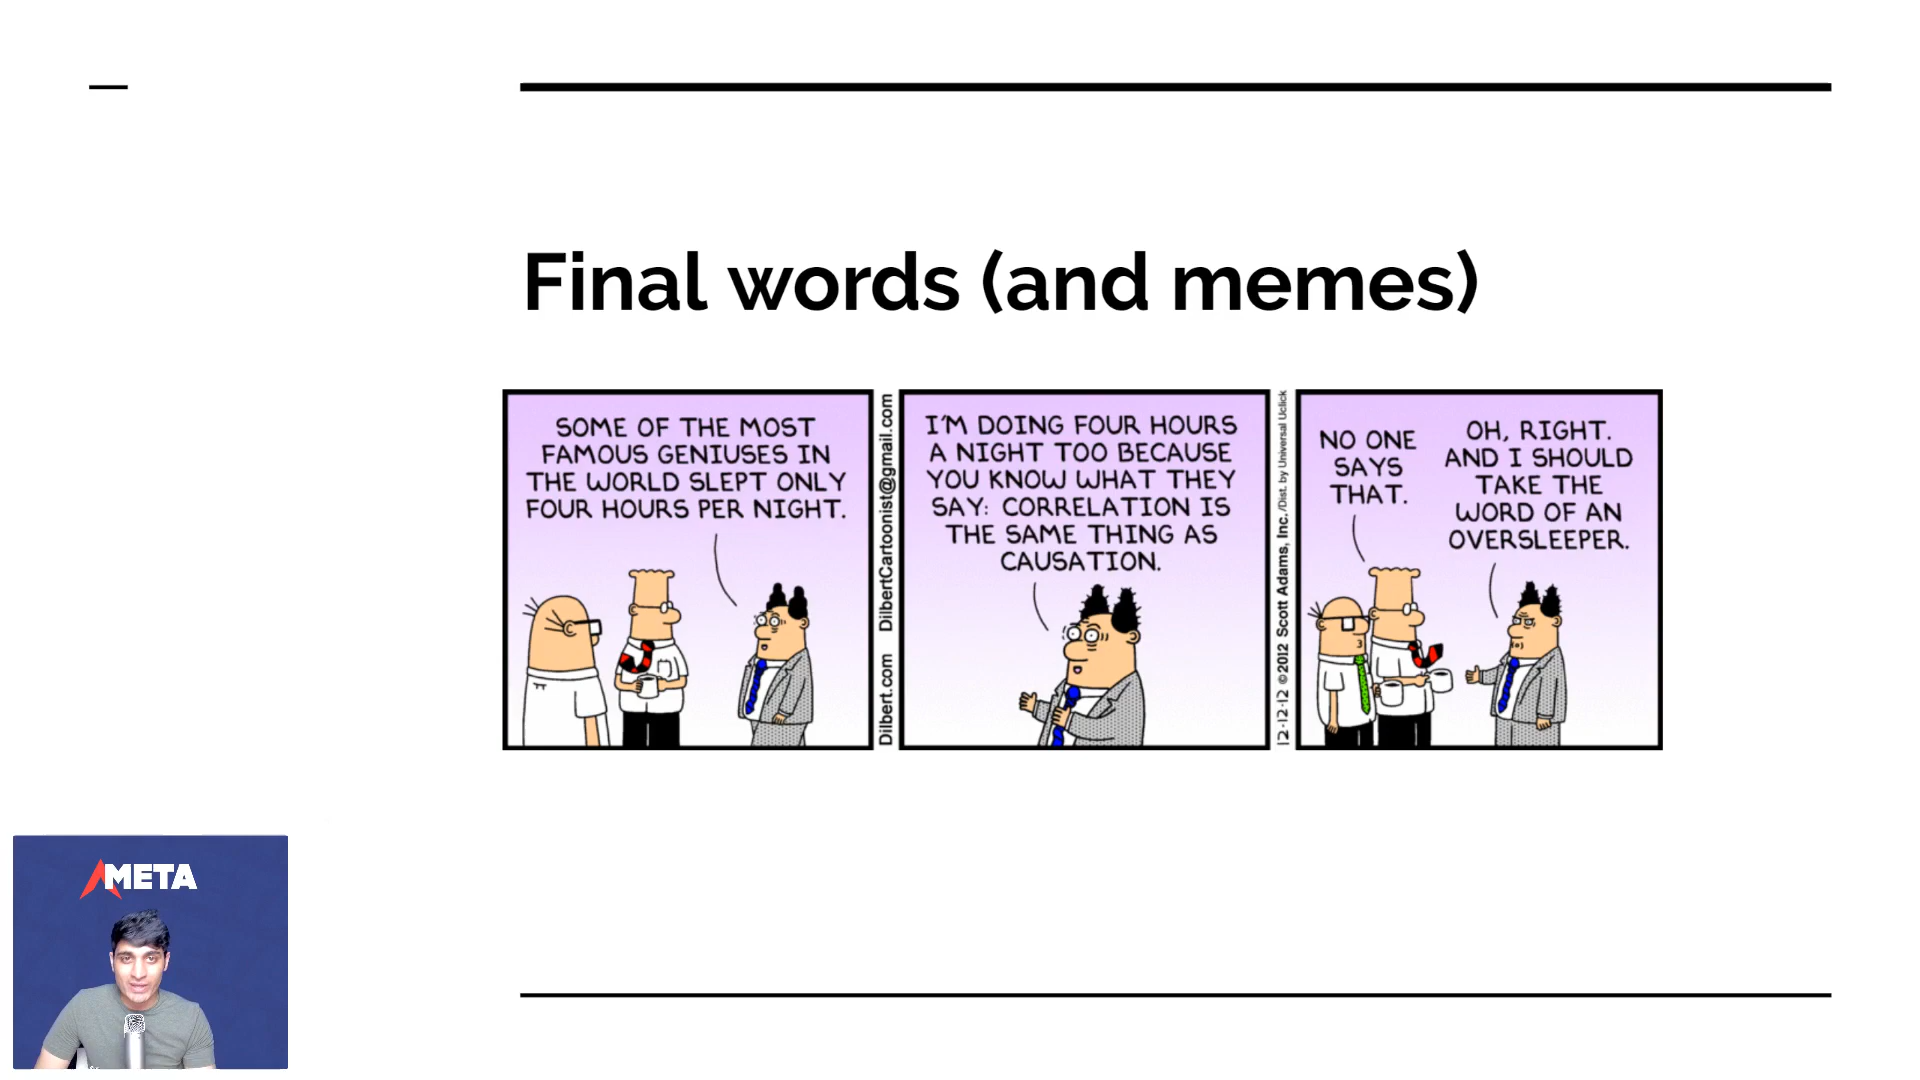 Final words (and memes)
SOME OF THE MOST
FAMOUS GENIUSES IN
THE WORLD SLEPT ONLY
FOUR HOURS PER NIGHT.
Dilbert.com DilbertCartoonist@gmail.com
I'M DOING FOUR HOURS
A NIGHT TOO BECAUSE
YOU KNOW WHAT THEY
SAY: CORRELATION IS
THE SAME THING AS
CAUSATION.
12-12-12 ©2012 Scott Adams, Inc. /Dist. by Universal Uclick
NO ONE
SAYS
THAT.
OH, RIGHT.
AND I SHOULD
TAKE THE
WORD OF AN
OVERSLEEPER.
META